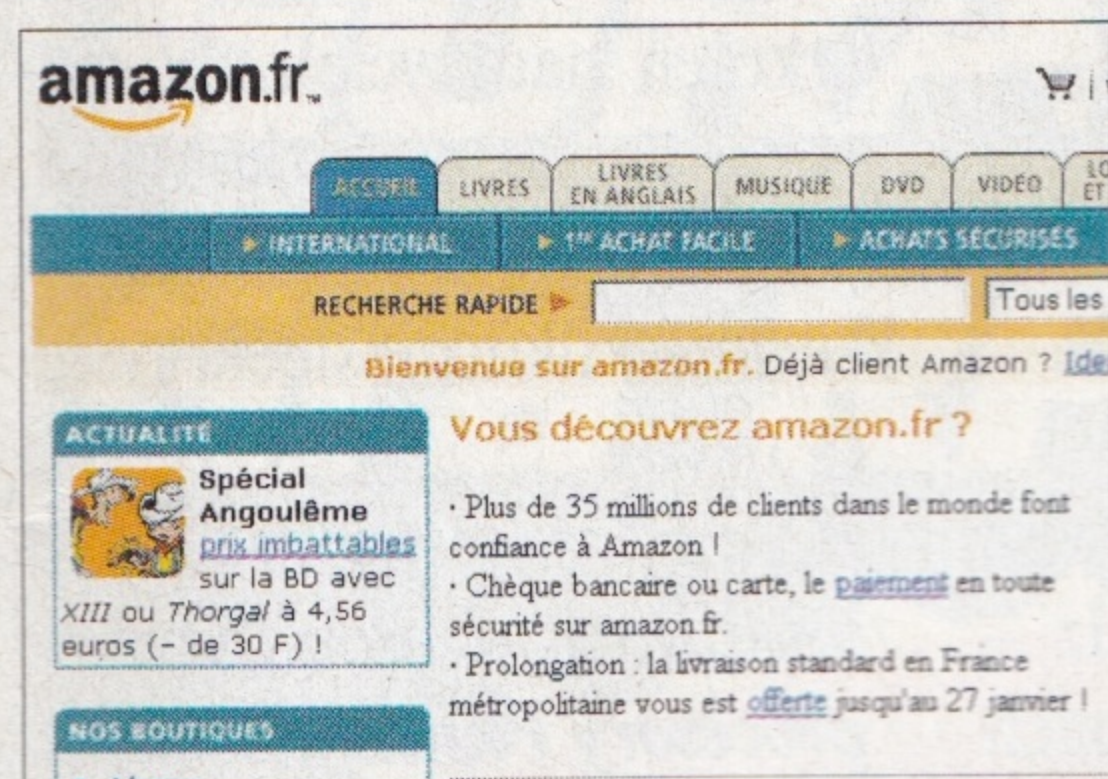 amazon.fr™
ACCUEIL
LIVRES
LIVRES
EN ANGLAIS
MUSIQUE
DVD
VIDÉO
INTERNATIONAL
1ER ACHAT FACILE
ACHATS SÉCURISÉS
RECHERCHE RAPIDE
Tous les
Bienvenue sur amazon.fr. Déjà client Amazon ? Ide
ACTUALITÉ
Spécial
Angoulême
prix imbattables
sur la BD avec
XIII ou Thorgal à 4,56
euros (– de 30 F) !
NOS BOUTIQUES
Vous découvrez amazon.fr ?
· Plus de 35 millions de clients dans le monde font
confiance à Amazon !
· Chèque bancaire ou carte, le paiement en toute
sécurité sur amazon.fr.
· Prolongation : la livraison standard en France
métropolitaine vous est offerte jusqu'au 27 janvier !